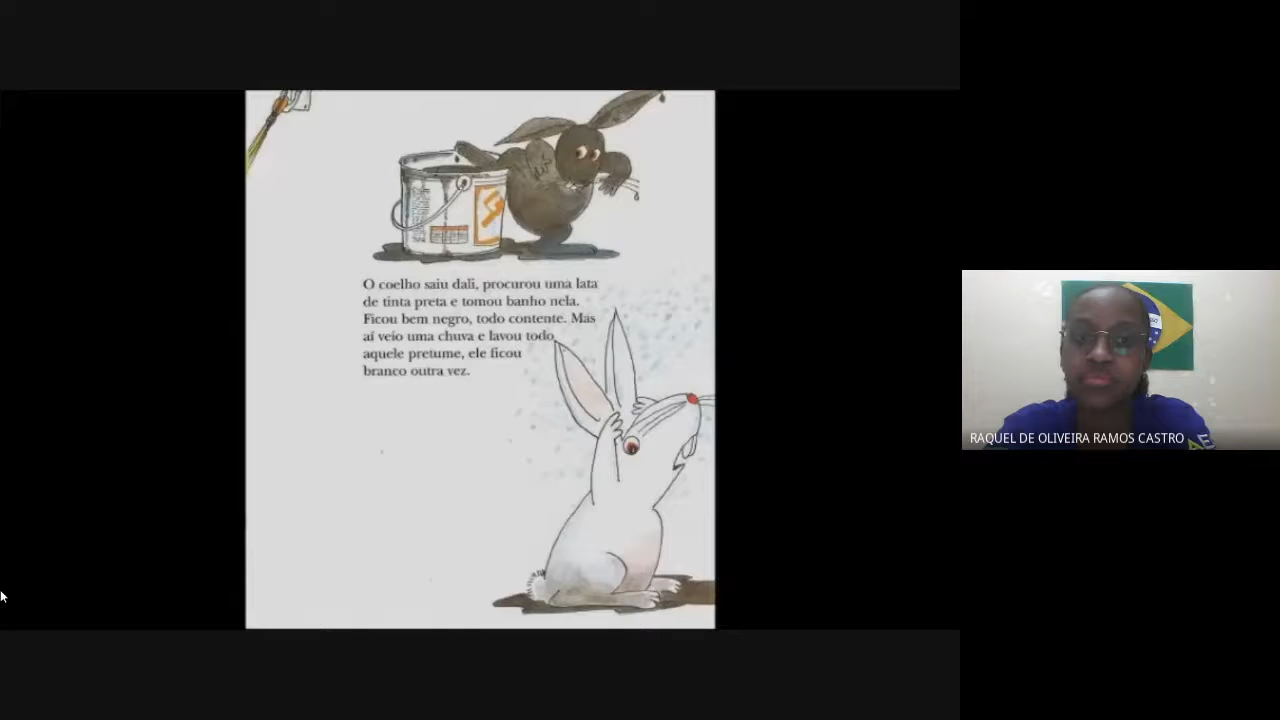 O coelho saiu dali, procurou uma lata
de tinta preta e tomou banho nela.
Ficou bem negro, todo contente. Mas
aí veio uma chuva e lavou todo
aquele pretume, ele ficou
branco outra vez.
RAQUEL DE OLIVEIRA RAMOS CASTRO